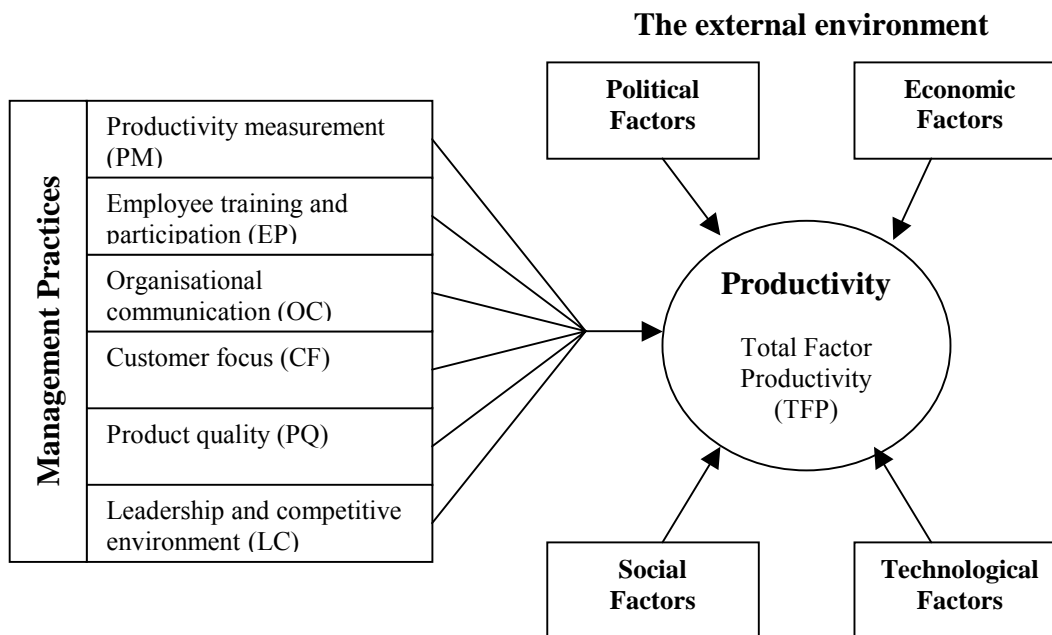 The external environment
Political
Factors
Economic
Factors
Management Practices
Productivity measurement
(PM)
Employee training and
participation (EP)
Organisational
communication (OC)
Customer focus (CF)
Product quality (PQ)
Leadership and competitive
environment (LC)
Productivity
Total Factor
Productivity
(TFP)
Social
Factors
Technological
Factors